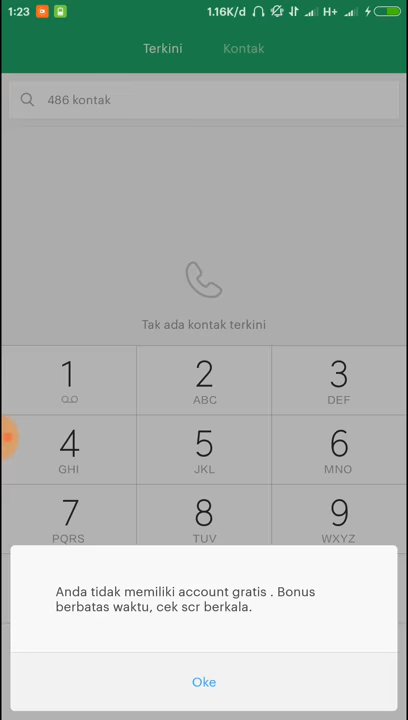 1:23 1.16K/d H+
Terkini Kontak
486 kontak
Tak ada kontak terkini
1 2 3
ABC DEF
4 5 6
GHI JKL MNO
7 8 9
PQRS TUV WXYZ
Anda tidak memiliki account gratis . Bonus
berbatas waktu, cek scr berkala.
Oke